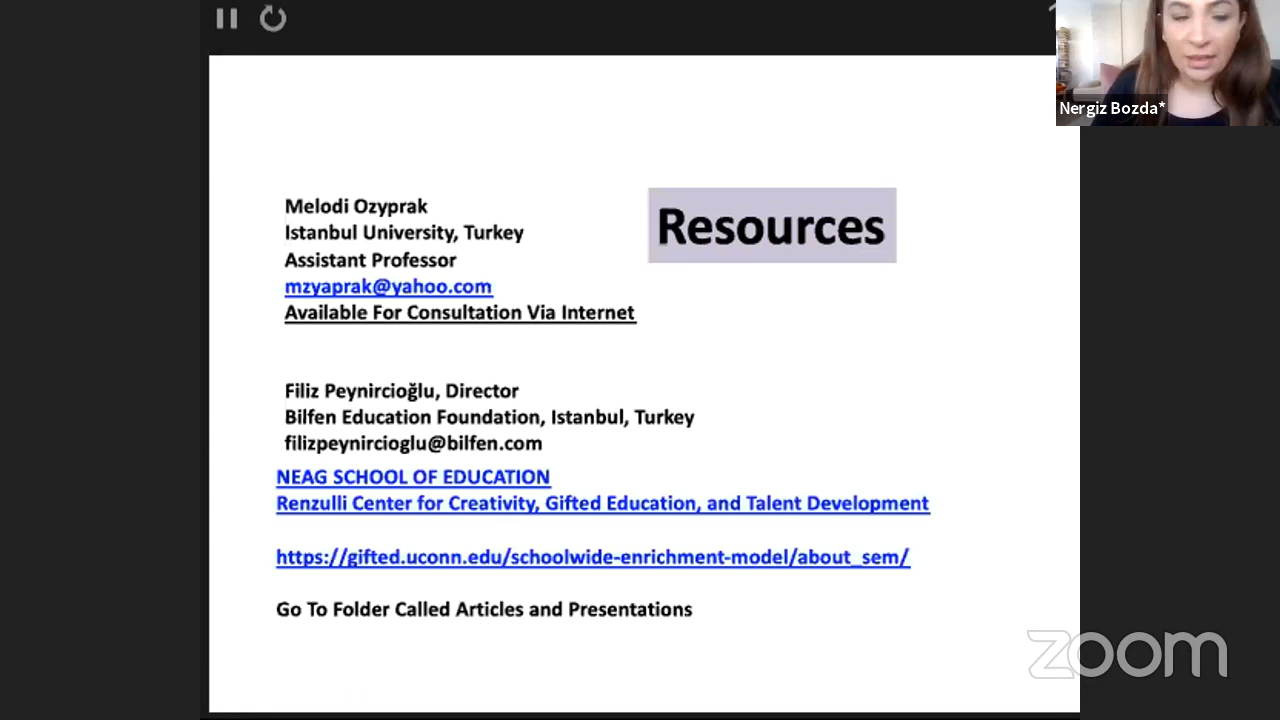 Nergiz Bozda*
Resources
Melodi Ozyprak
Istanbul University, Turkey
Assistant Professor
mzyaprak@yahoo.com
Available For Consultation Via Internet
Filiz Peynircioğlu, Director
Bilfen Education Foundation, Istanbul, Turkey
filizpeynircioglu@bilfen.com
NEAG SCHOOL OF EDUCATION
Renzulli Center for Creativity, Gifted Education, and Talent Development
https://gifted.uconn.edu/schoolwide-enrichment-model/about_sem/
Go To Folder Called Articles and Presentations
zoom